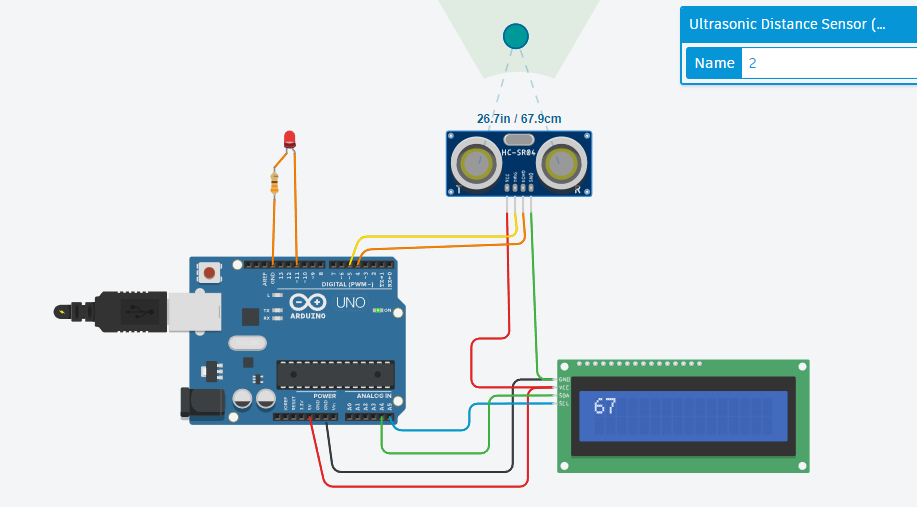 Ultrasonic Distance Sensor (...
Name 2
26.7in / 67.9cm
HC-SR04
T R
VCC TRIG ECHO GND
AREF GND 13 12 ~11 ~10 ~9 8 7 ~6 ~5 4 ~3 2 TX→1 RX←0
DIGITAL (PWM ~)
L
TX
RX
UNO
ARDUINO
ON
POWER ANALOG IN
IOREF RESET 3.3V 5V GND GND Vin A0 A1 A2 A3 A4 A5
GND
VCC
SDA
SCL
67